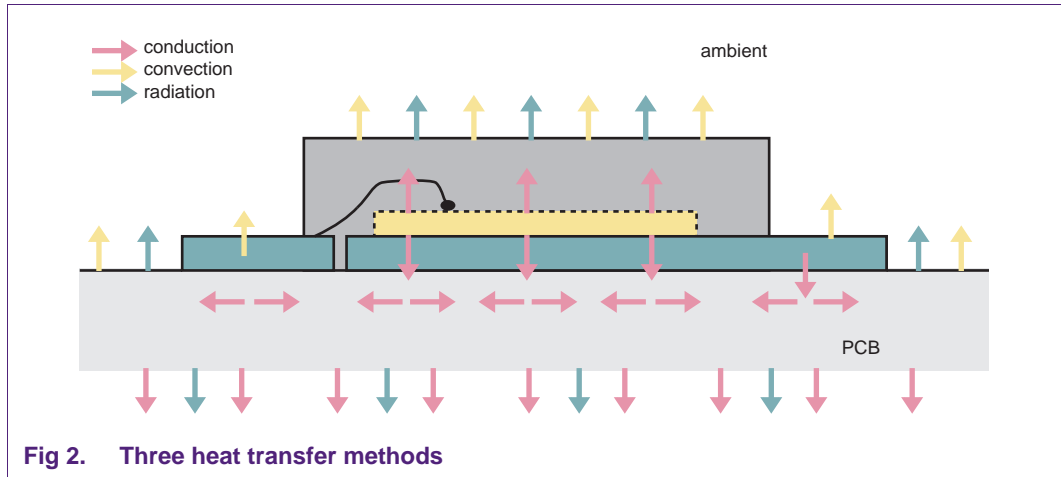 conduction
convection
radiation
ambient
PCB
Fig 2. Three heat transfer methods